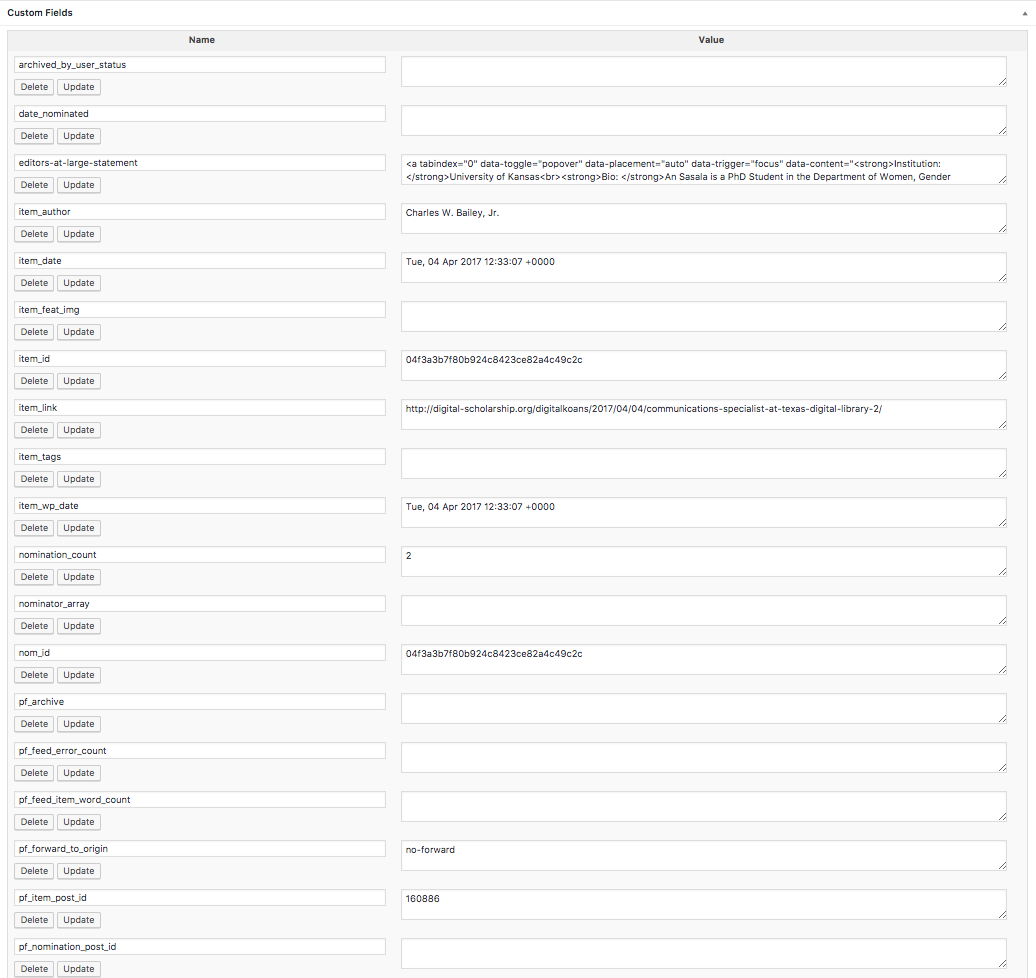 Custom Fields
Name Value
archived_by_user_status
Delete Update
date_nominated
Delete Update
editors-at-large-statement
<a tabindex="0" data-toggle="popover" data-placement="auto" data-trigger="focus" data-content="<strong>Institution:
</strong>University of Kansas<br><strong>Bio: </strong>An Sasala is a PhD Student in the Department of Women, Gender
Delete Update
item_author Charles W. Bailey, Jr.
Delete Update
item_date Tue, 04 Apr 2017 12:33:07 +0000
Delete Update
item_feat_img
Delete Update
item_id 04f3a3b7f80b924c8423ce82a4c49c2c
Delete Update
item_link http://digital-scholarship.org/digitalkoans/2017/04/04/communications-specialist-at-texas-digital-library-2/
Delete Update
item_tags
Delete Update
item_wp_date Tue, 04 Apr 2017 12:33:07 +0000
Delete Update
nomination_count 2
Delete Update
nominator_array
Delete Update
nom_id 04f3a3b7f80b924c8423ce82a4c49c2c
Delete Update
pf_archive
Delete Update
pf_feed_error_count
Delete Update
pf_feed_item_word_count
Delete Update
pf_forward_to_origin no-forward
Delete Update
pf_item_post_id 160886
Delete Update
pf_nomination_post_id
Delete Update